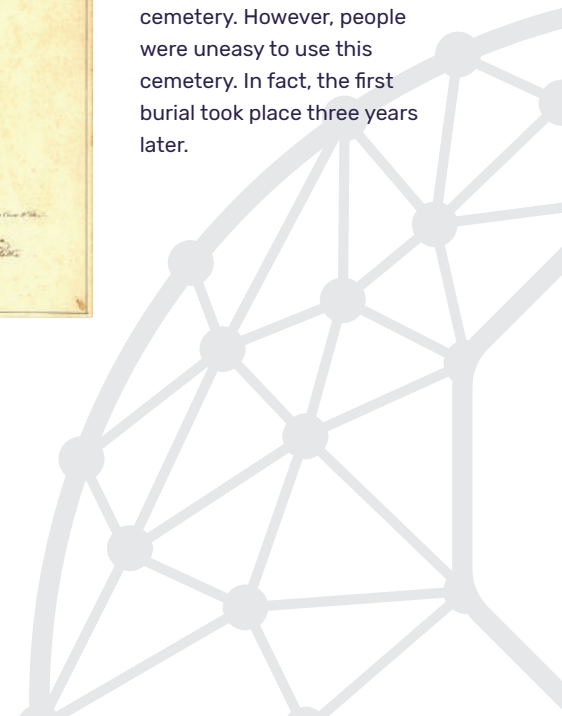 cemetery. However, people
were uneasy to use this
cemetery. In fact, the first
burial took place three years
later.